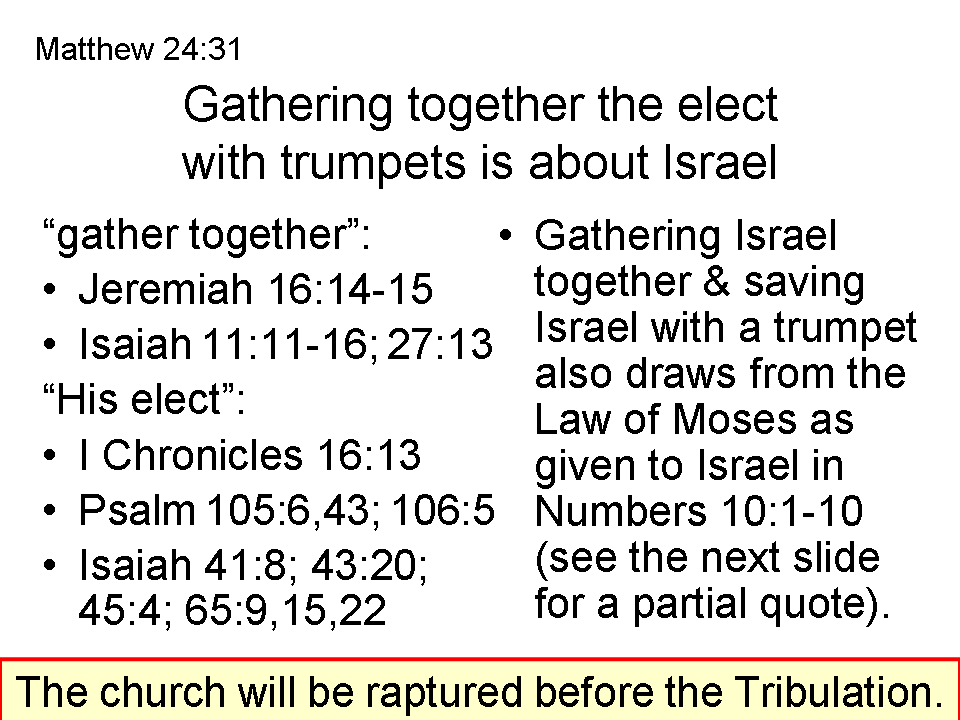 Matthew 24:31
Gathering together the elect
with trumpets is about Israel
“gather together”:
• Jeremiah 16:14-15
• Isaiah 11:11-16; 27:13
“His elect”:
• I Chronicles 16:13
• Psalm 105:6,43; 106:5
• Isaiah 41:8; 43:20;
45:4; 65:9,15,22
• Gathering Israel
together & saving
Israel with a trumpet
also draws from the
Law of Moses as
given to Israel in
Numbers 10:1-10
(see the next slide
for a partial quote).
The church will be raptured before the Tribulation.